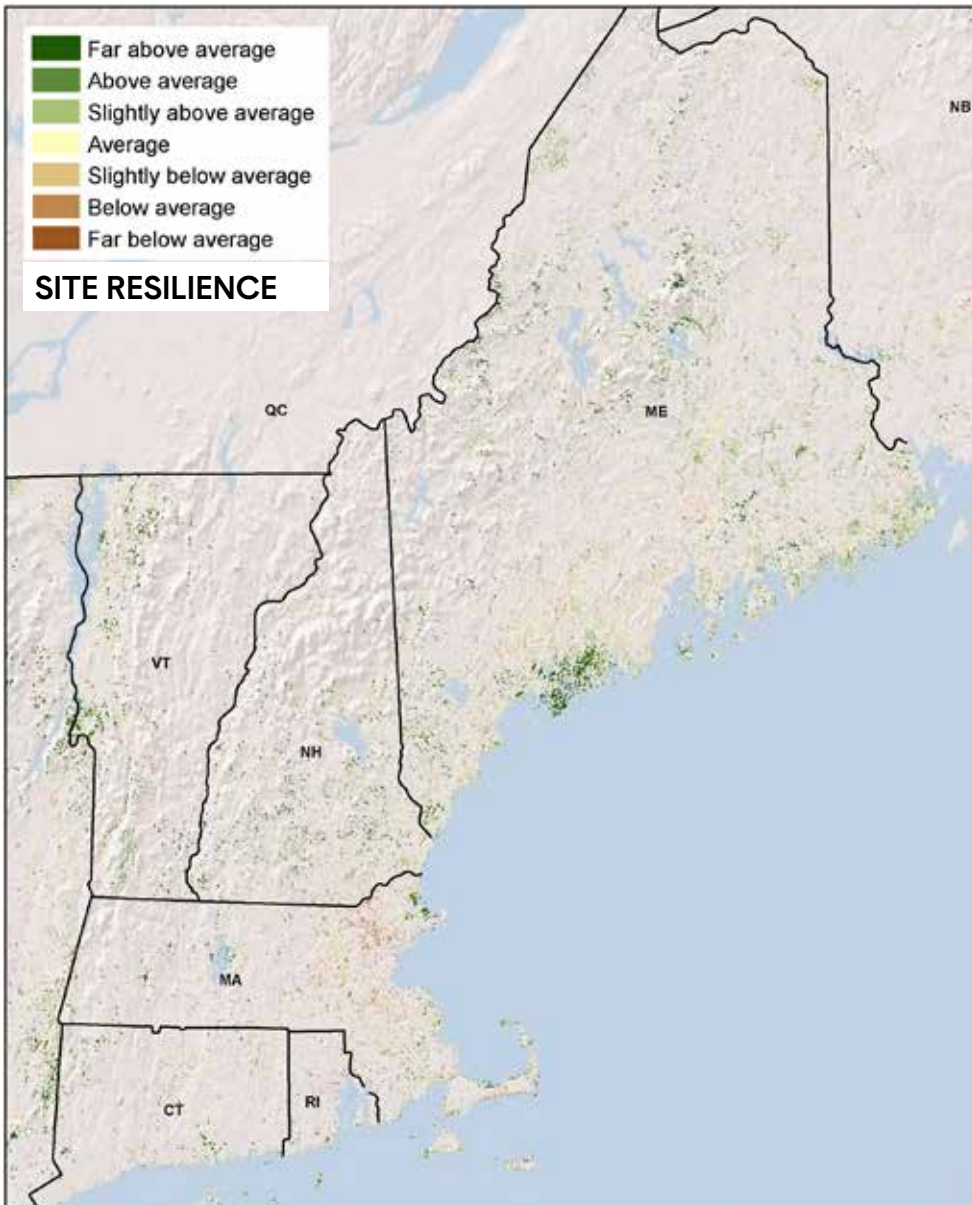 Far above average
Above average
Slightly above average
Average
Slightly below average
Below average
Far below average
SITE RESILIENCE
NB
QC
ME
VT
NH
MA
CT
RI